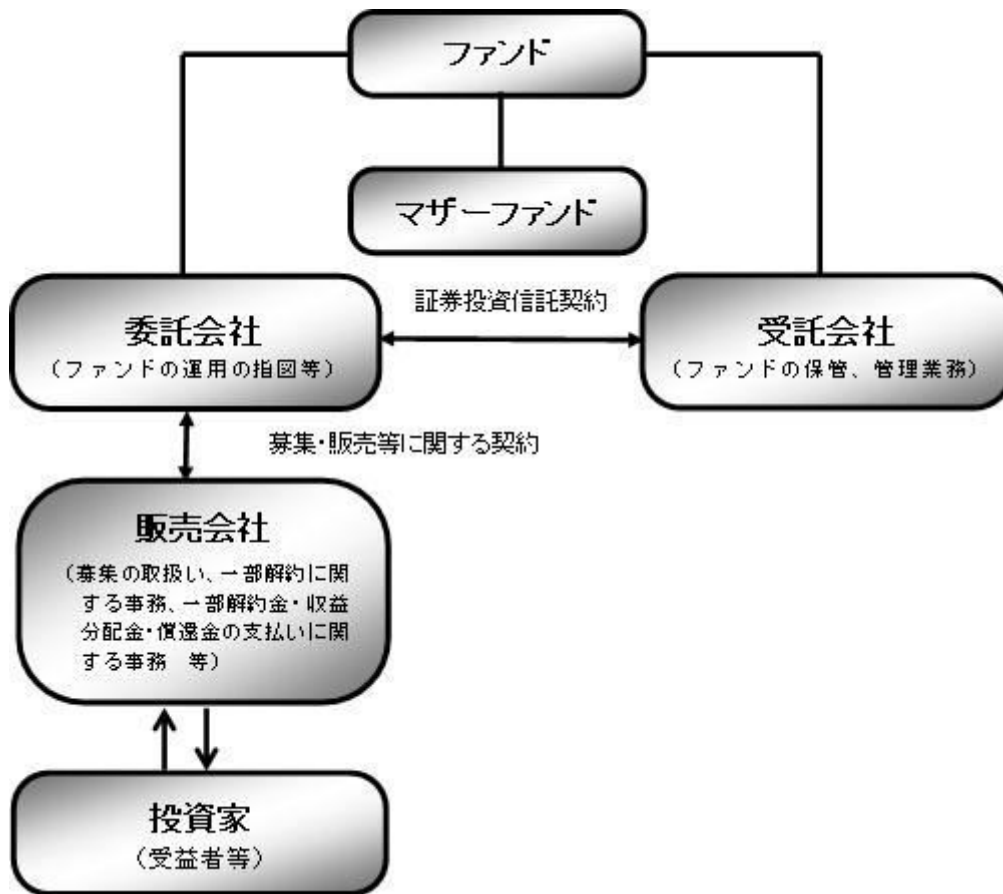 ファンド
マザーファンド
証券投資信託契約
委託会社
（ファンドの運用の指図等）
受託会社
（ファンドの保管、管理業務）
募集・販売等に関する契約
販売会社
（募集の取扱い、一部解約に関
する事務、一部解約金・収益
分配金・償還金の支払いに関
する事務　等）
投資家
（受益者等）